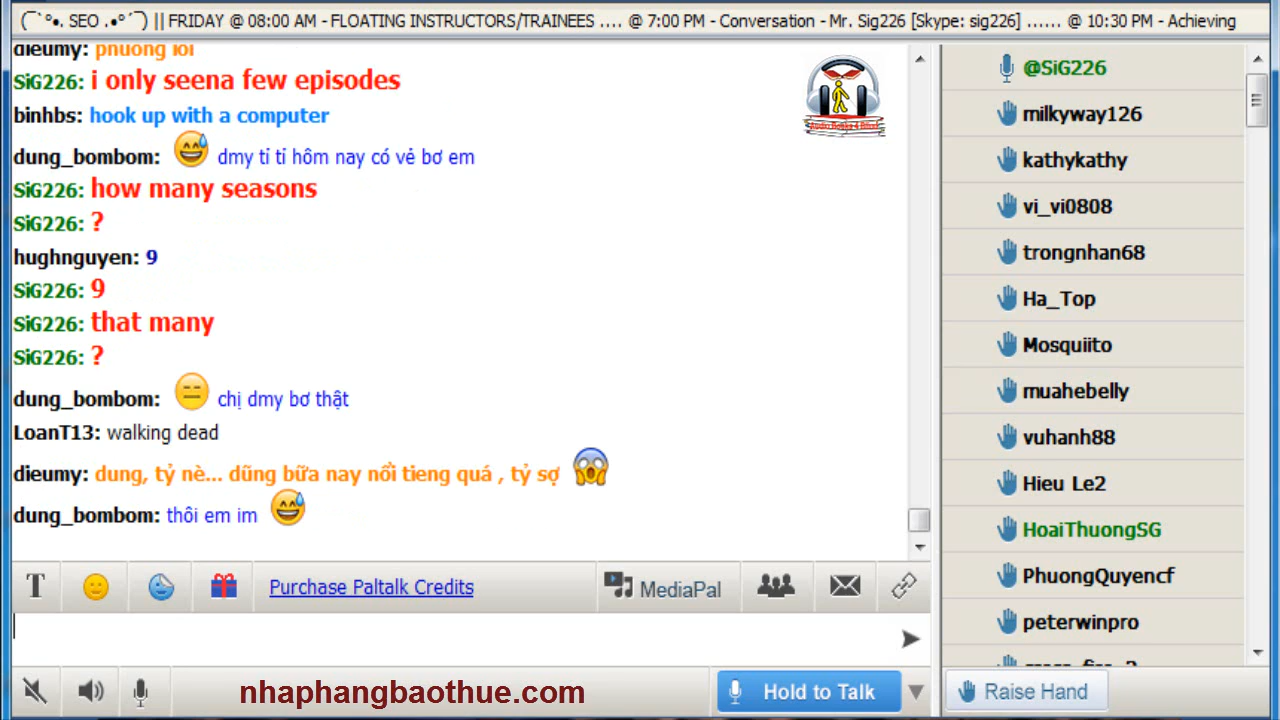 (¯`°•. SEO .•°´¯) || FRIDAY @ 08:00 AM - FLOATING INSTRUCTORS/TRAINEES .... @ 7:00 PM - Conversation - Mr. Sig226 [Skype: sig226] ...... @ 10:30 PM - Achieving
SiG226: i only seena few episodes
binhbs: hook up with a computer
dung_bombom: dmy tỉ tỉ hôm nay có vẻ bơ em
SiG226: how many seasons
SiG226: ?
hughnguyen: 9
SiG226: 9
SiG226: that many
SiG226: ?
dung_bombom: chị dmy bơ thật
LoanT13: walking dead
dieumy: dung, tỷ nè... dũng bữa nay nổi tieng quá , tỷ sợ
dung_bombom: thôi em im
T
Purchase Paltalk Credits
MediaPal
nhaphangbaothue.com
Hold to Talk
@SiG226
milkyway126
kathykathy
vi_vi0808
trongnhan68
Ha_Top
Mosquiito
muahebelly
vuhanh88
Hieu Le2
HoaiThuongSG
PhuongQuyencf
peterwinpro
Raise Hand